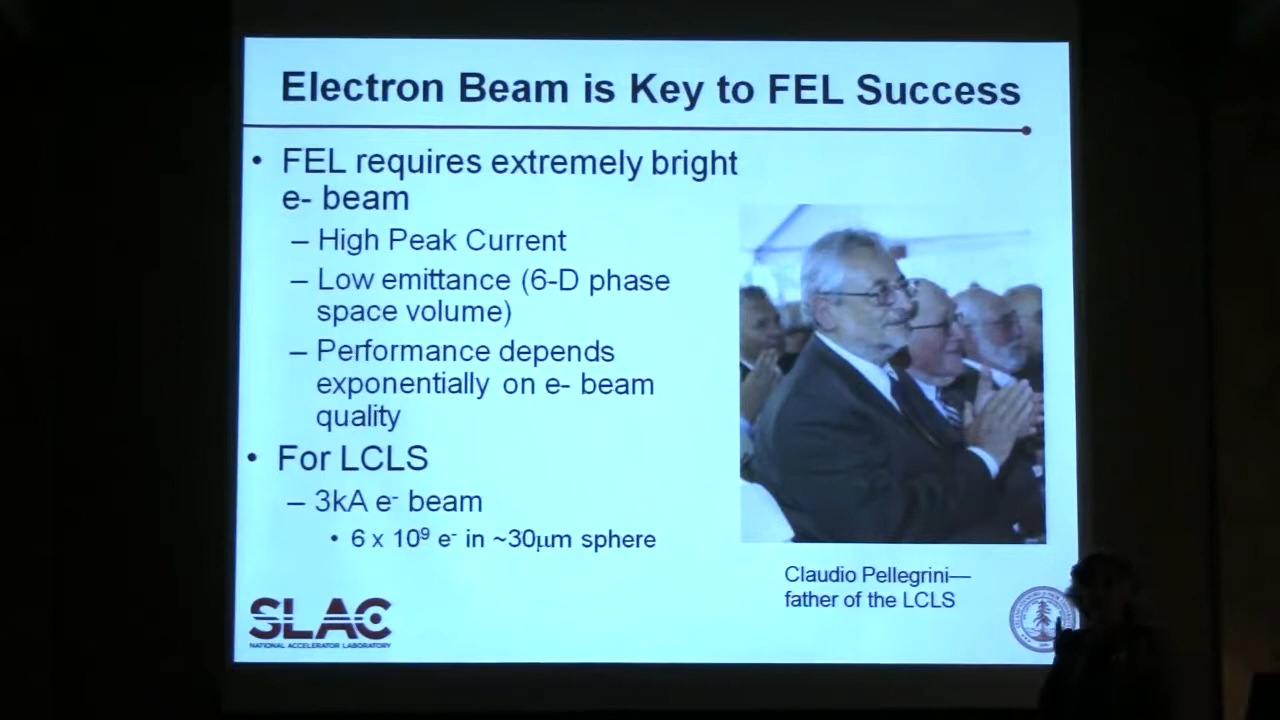 Electron Beam is Key to FEL Success
• FEL requires extremely bright
e- beam
– High Peak Current
– Low emittance (6-D phase
space volume)
– Performance depends
exponentially on e- beam
quality
• For LCLS
– 3kA e⁻ beam
• 6 x 10⁹ e⁻ in ~30μm sphere
Claudio Pellegrini—
father of the LCLS
SLAC
NATIONAL ACCELERATOR LABORATORY